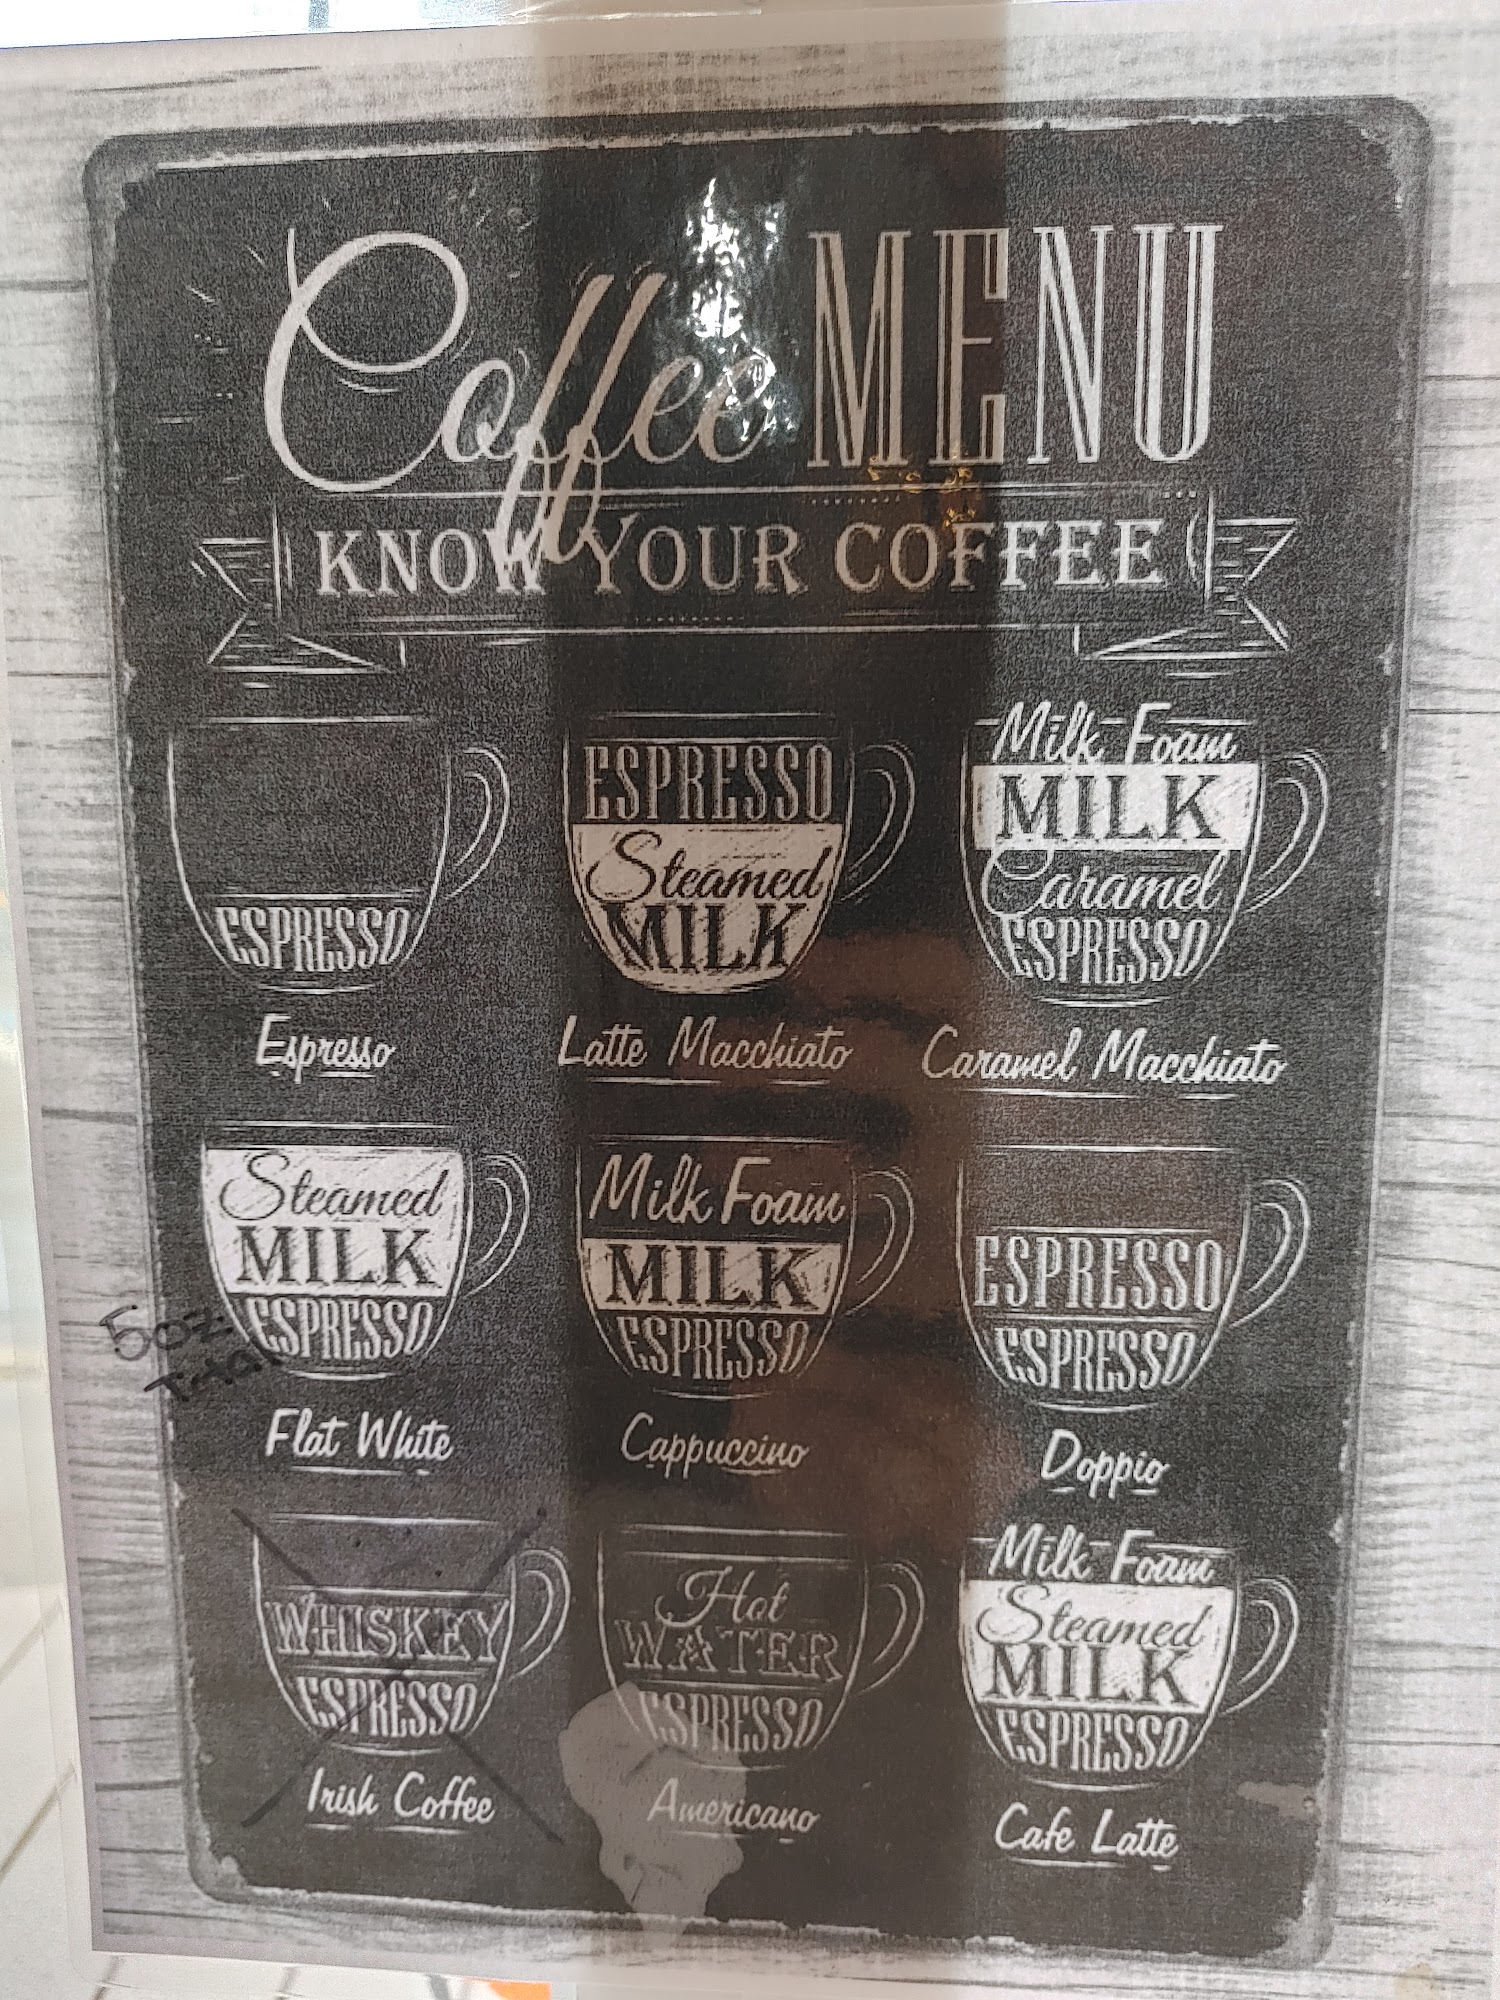 Coffee MENU
KNOW YOUR COFFEE
ESPRESSO
Espresso
ESPRESSO
Steamed
MILK
Latte Macchiato
Milk Foam
MILK
Caramel
ESPRESSO
Caramel Macchiato
Steamed
MILK
ESPRESSO
5oz
Total
Flat White
Milk Foam
MILK
ESPRESSO
Cappuccino
ESPRESSO
ESPRESSO
Doppio
WHISKEY
ESPRESSO
Irish Coffee
Hot
WATER
ESPRESSO
Americano
Milk Foam
Steamed
MILK
ESPRESSO
Cafe Latte